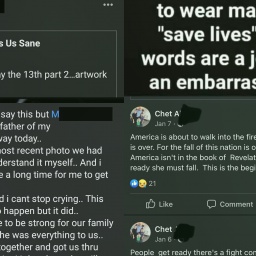 s Us Sane
y the 13th part 2...artwork
say this but M
father of my
way today..
ost recent photo we had
derstand it myself.. And i
e a long time for me to get
d i cant stop crying.. This
o happen but it did..
e to be strong for our family
he was everything to us..
ogether and got us thru
to wear ma
"save lives"
words are a j
an embarras
Chet A
Jan 7
America is about to walk into the fire
is over. For the fall of this nation is o
America isn't in the book of Revelat
ready she must fall. This is the begi
21
Like
Comment
Chet
Jan 6
People get ready there's a fight con